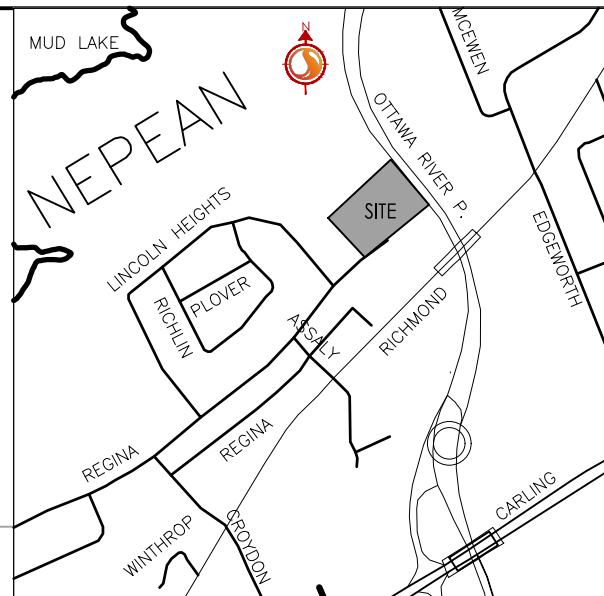 MUD LAKE
N
MCEWEN
NEPEAN
OTTAWA RIVER P.
SITE
LINCOLN HEIGHTS
EDGEWORTH
PLOVER
RICHLIN
ASSALY
RICHMOND
REGINA
REGINA
CARLING
WINTHROP
CROYDON